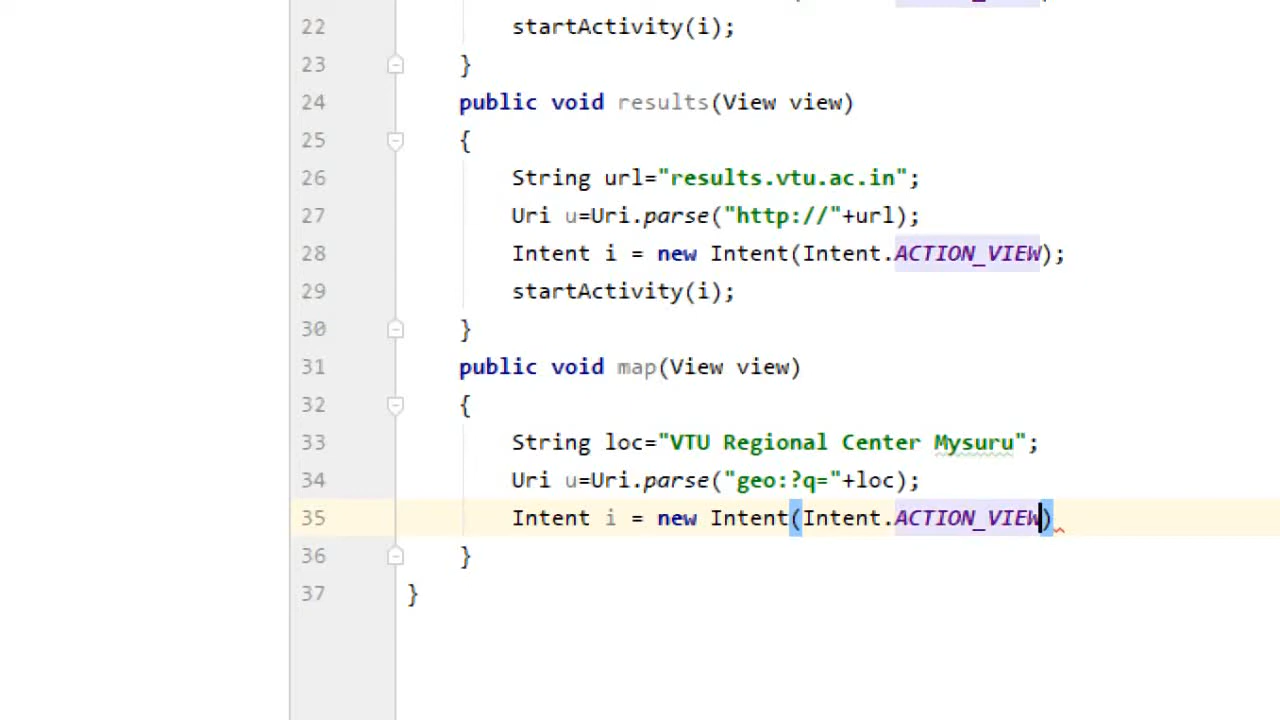 22 startActivity(i);
23 }
24 public void results(View view)
25 {
26 String url="results.vtu.ac.in";
27 Uri u=Uri.parse("http://"+url);
28 Intent i = new Intent(Intent.ACTION_VIEW);
29 startActivity(i);
30 }
31 public void map(View view)
32 {
33 String loc="VTU Regional Center Mysuru";
34 Uri u=Uri.parse("geo:?q="+loc);
35 Intent i = new Intent(Intent.ACTION_VIEW)
36 }
37 }